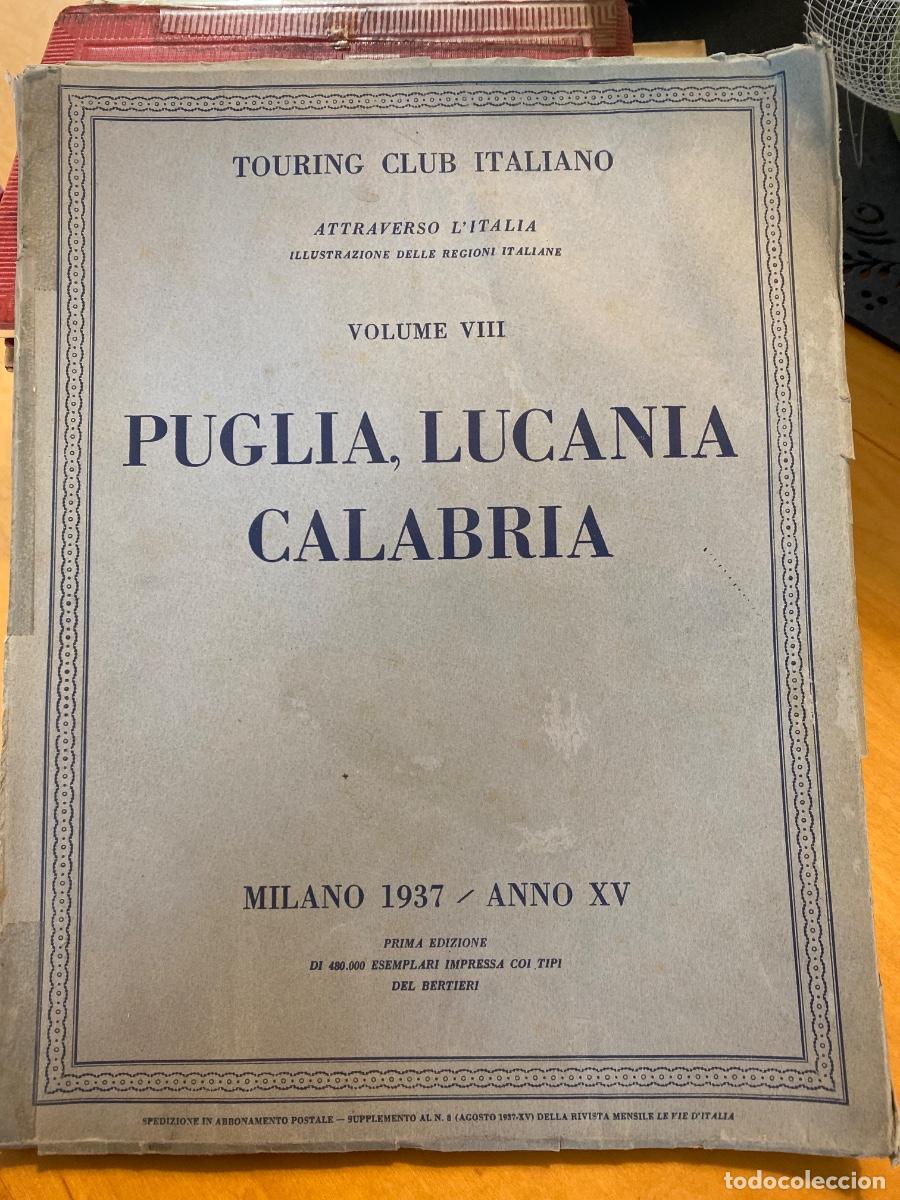 TOURING CLUB ITALIANO
ATTRAVERSO L'ITALIA
ILLUSTRAZIONE DELLE REGIONI ITALIANE
VOLUME VIII
PUGLIA, LUCANIA
CALABRIA
MILANO 1937 / ANNO XV
PRIMA EDIZIONE
DI 480.000 ESEMPLARI IMPRESSA COI TIPI
DEL BERTIERI
SPEDIZIONE IN ABBONAMENTO POSTALE — SUPPLEMENTO AL N. 8 (AGOSTO 1937-XV) DELLA RIVISTA MENSILE LE VIE D'ITALIA
todocoleccion